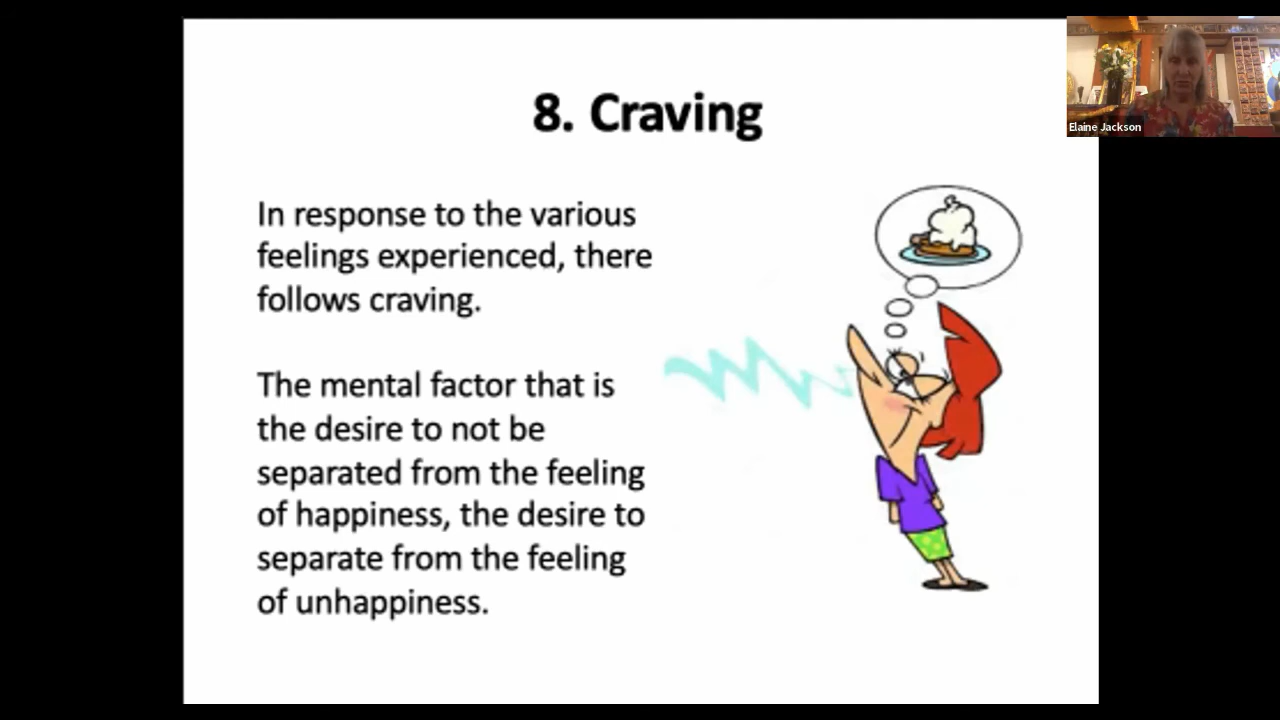 8. Craving
In response to the various
feelings experienced, there
follows craving.
The mental factor that is
the desire to not be
separated from the feeling
of happiness, the desire to
separate from the feeling
of unhappiness.
Elaine Jackson